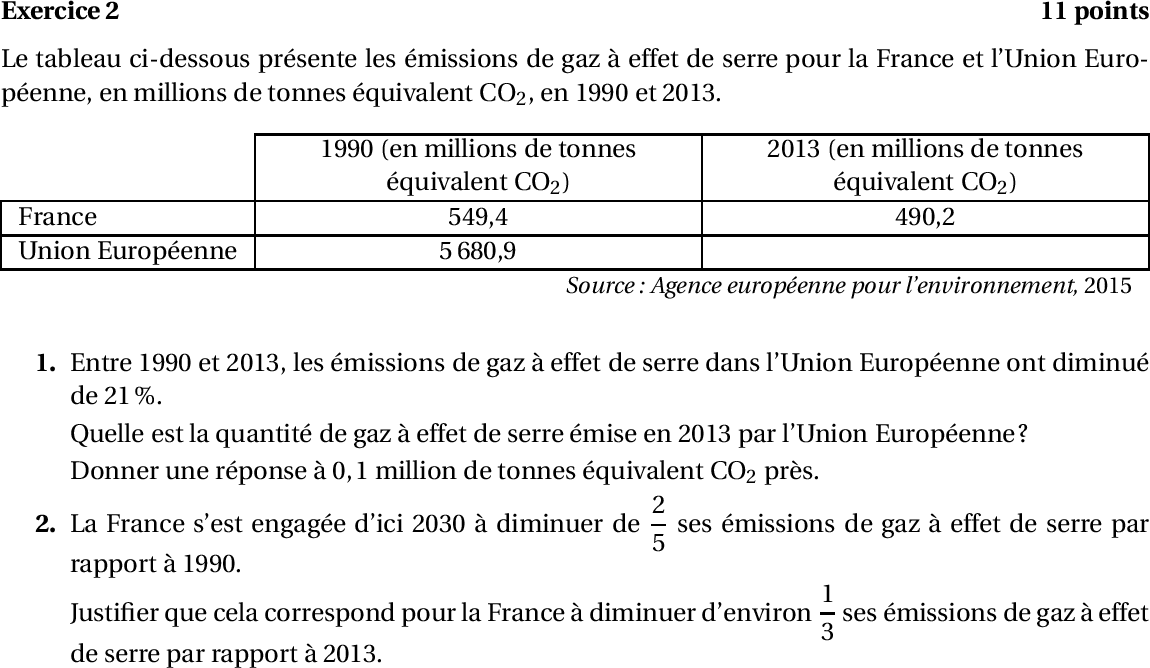 Exercice 2 11 points
Le tableau ci-dessous présente les émissions de gaz à effet de serre pour la France et l'Union Euro-
péenne, en millions de tonnes équivalent CO₂, en 1990 et 2013.
1990 (en millions de tonnes équivalent CO₂) 2013 (en millions de tonnes équivalent CO₂)
France 549,4 490,2
Union Européenne 5 680,9
Source : Agence européenne pour l'environnement, 2015
1. Entre 1990 et 2013, les émissions de gaz à effet de serre dans l'Union Européenne ont diminué
de 21 %.
Quelle est la quantité de gaz à effet de serre émise en 2013 par l'Union Européenne ?
Donner une réponse à 0,1 million de tonnes équivalent CO₂ près.
2. La France s'est engagée d'ici 2030 à diminuer de 2/5 ses émissions de gaz à effet de serre par
rapport à 1990.
Justifier que cela correspond pour la France à diminuer d'environ 1/3 ses émissions de gaz à effet
de serre par rapport à 2013.